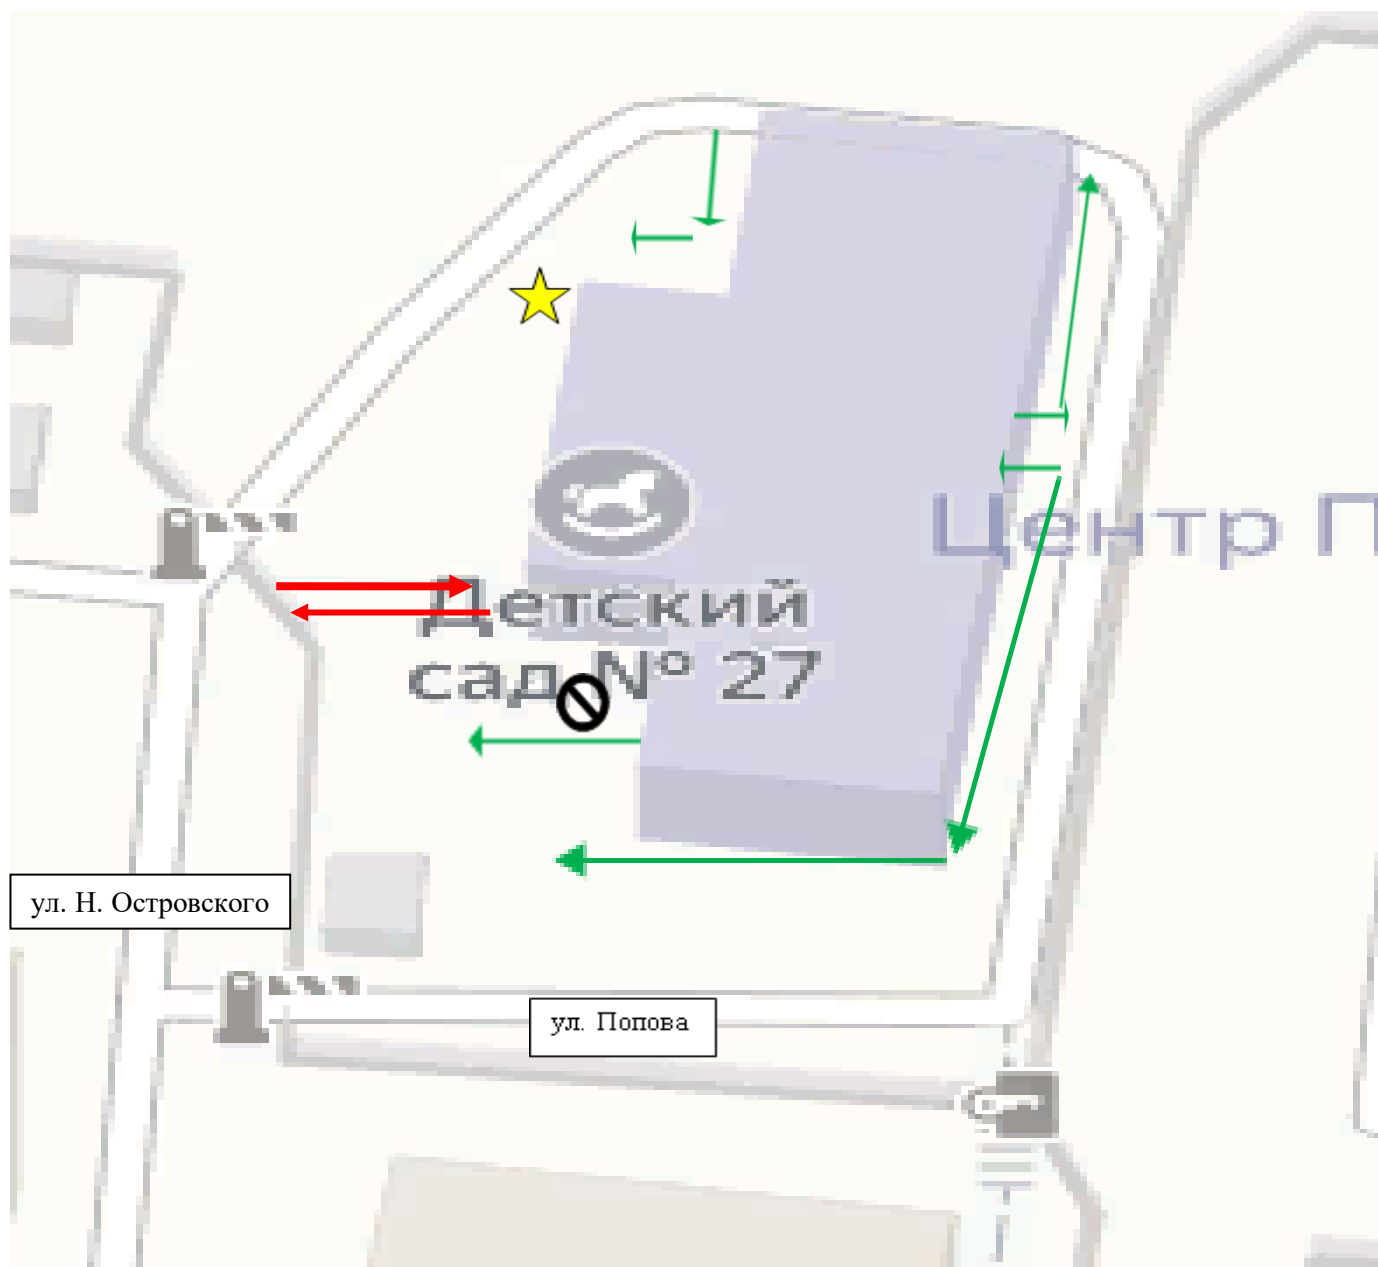 Центр П
Детский
сад № 27
ул. Н. Островского
ул. Попова